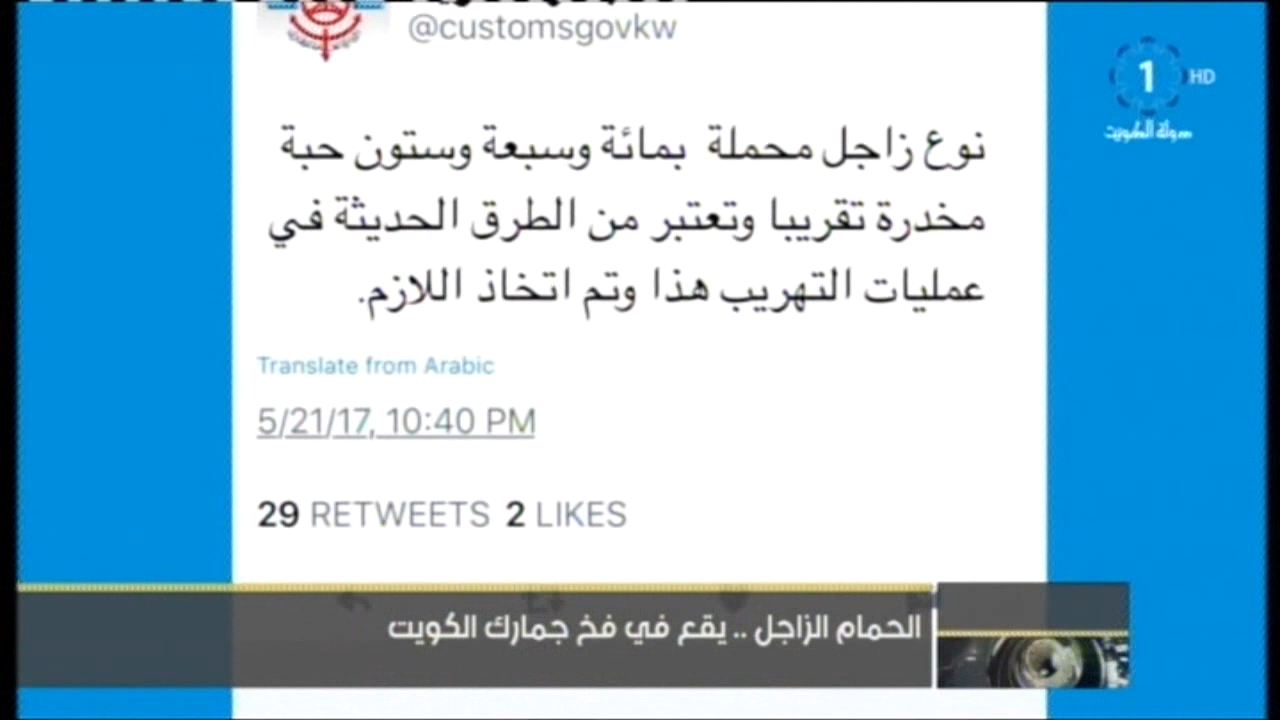 @customsgovkw
1
HD
دولة الكويت
نوع زاجل محملة بمائة وسبعة وستون حبة
مخدرة تقريبا وتعتبر من الطرق الحديثة في
عمليات التهريب هذا وتم اتخاذ اللازم.
Translate from Arabic
5/21/17, 10:40 PM
29 RETWEETS 2 LIKES
الحمام الزاجل .. يقع في فخ جمارك الكويت